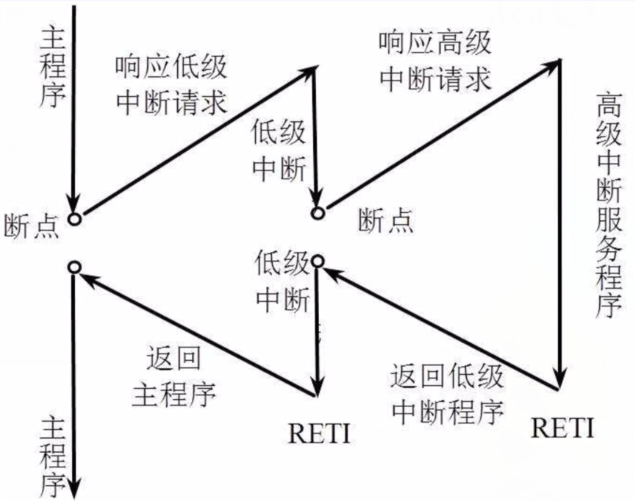 主程序
响应低级
中断请求
低级
中断
响应高级
中断请求
高级中断服务程序
断点
断点
低级
中断
返回
主程序
返回低级
中断程序
RETI
RETI
主程序